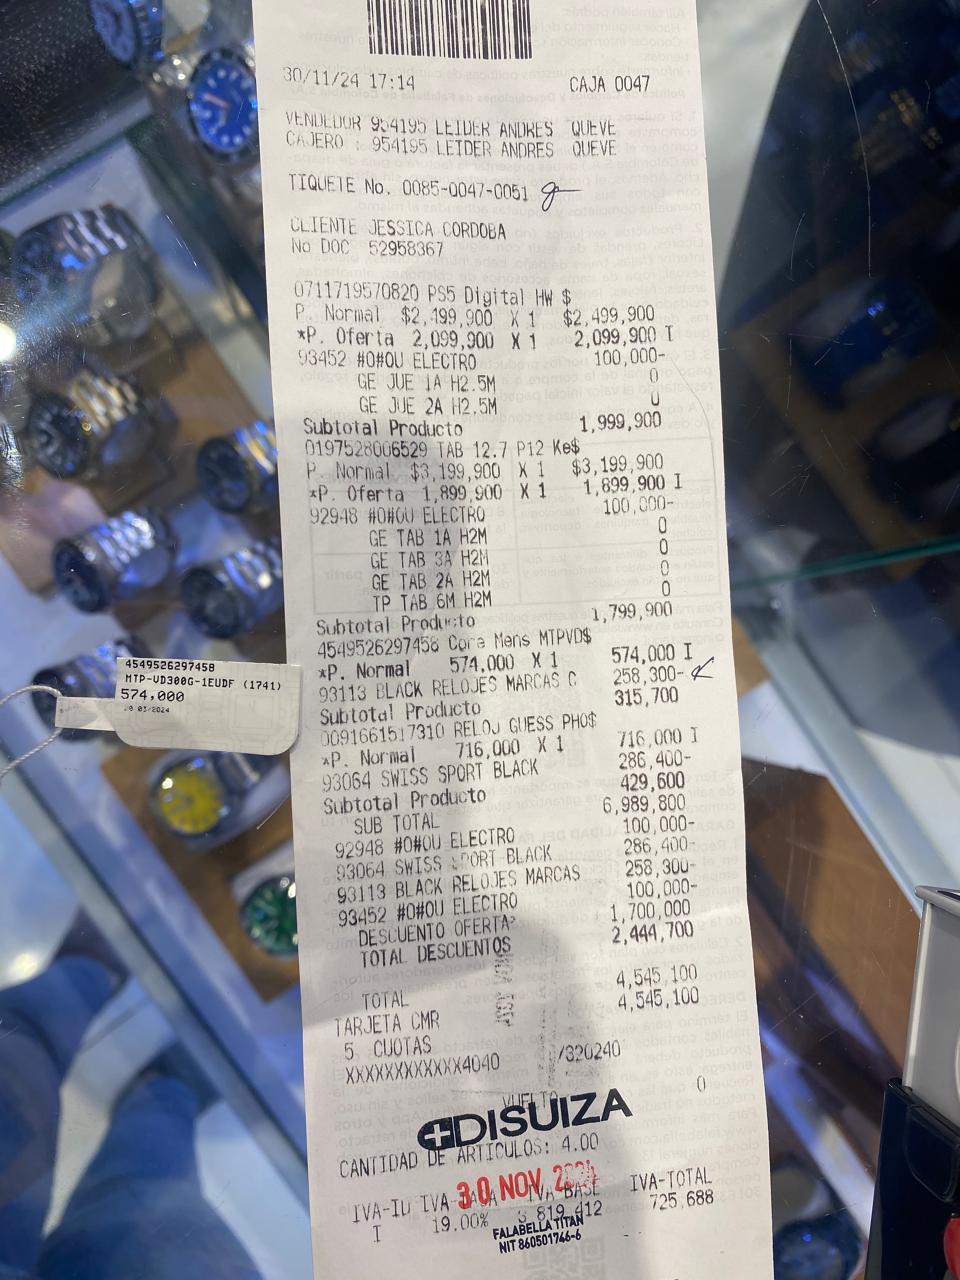 30/11/24 17:14 CAJA 0047
VENDEDOR 954195 LEIDER ANDRES QUEVE
CAJERO : 954195 LEIDER ANDRES QUEVE
TIQUETE No. 0085-0047-0051
CLIENTE JESSICA CORDOBA
No DOC 52958367
0711719570820 PS5 Digital HW $
P. Normal $2,499,900 X 1 $2,499,900
*P. Oferta 2,099,900 X 1 2,099,900 I
93452 #0#0U ELECTRO 100,000-
GE JUE 1A H2.5M 0
GE JUE 2A H2.5M 0
Subtotal Producto 1,999,900
0197528006529 TAB 12.7 P12 Ke$
P. Normal $3,199,900 X 1 $3,199,900
*P. Oferta 1,899,900 X 1 1,899,900 I
92948 #0#0U ELECTRO 100,000-
GE TAB 1A H2M 0
GE TAB 3A H2M 0
GE TAB 2A H2M 0
TP TAB 6M H2M 0
Subtotal Producto 1,799,900
4549526297458 Core Mens MTPVD$
*P. Normal 574,000 X 1 574,000 I
93113 BLACK RELOJES MARCAS C 258,300-
Subtotal Producto 315,700
0091661517310 RELOJ GUESS PHO$
*P. Normal 716,000 X 1 716,000 I
93064 SWISS SPORT BLACK 286,400-
Subtotal Producto 429,600
SUB TOTAL 6,989,800
92948 #0#0U ELECTRO 100,000-
93064 SWISS SPORT BLACK 286,400-
93113 BLACK RELOJES MARCAS 258,300-
93452 #0#0U ELECTRO 100,000-
DESCUENTO OFERTA: 1,700,000
TOTAL DESCUENTOS 2,444,700
TOTAL 4,545,100
TARJETA CMR 4,545,100
5 CUOTAS
XXXXXXXXXXXX4040 /320240
VUELTO 0
DISUIZA
CANTIDAD DE ARTICULOS: 4.00
30 NOV 2024
IVA-ID IVA-TASA IVA-BASE IVA-TOTAL
I 19.00% 3,819,412 725,688
FALABELLA TITAN
NIT 860501746-6
4549526297458
MTP-VD300G-1EUDF (1741)
574,000
20 03/2024